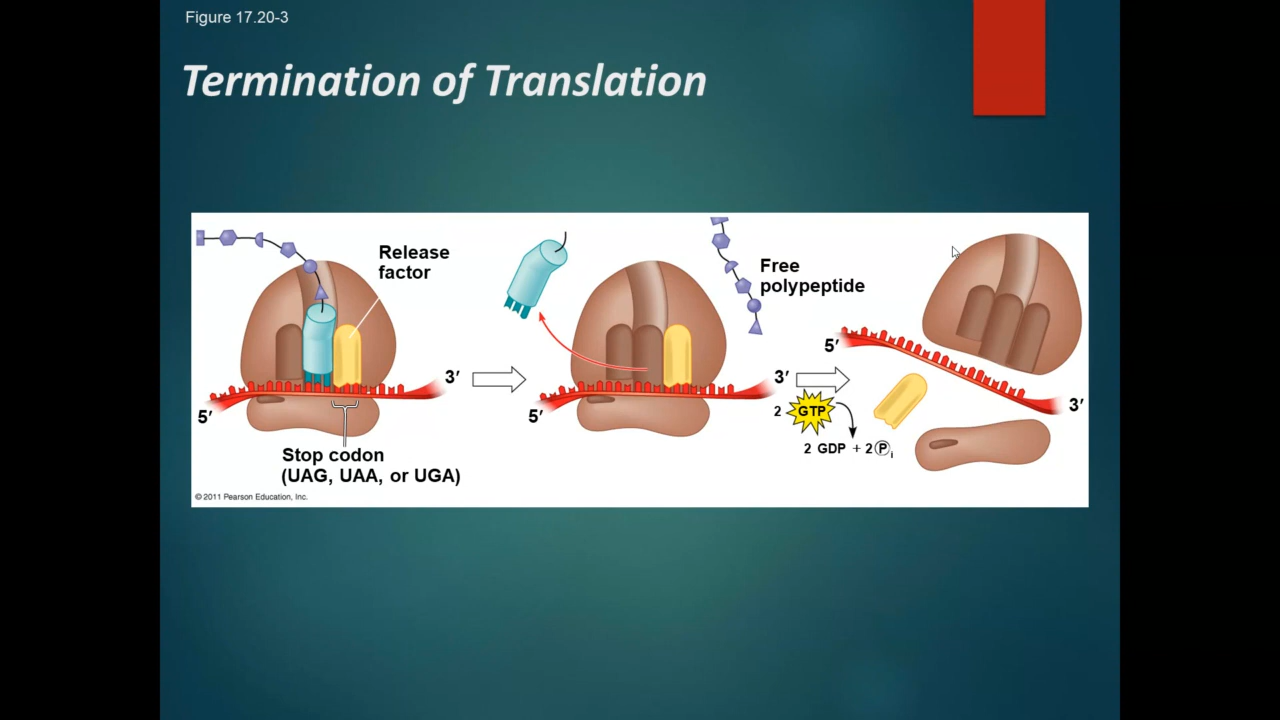 Figure 17.20-3
Termination of Translation
Release
factor
Free
polypeptide
3′
5′
Stop codon
(UAG, UAA, or UGA)
3′
5′
2 GTP
2 GDP + 2 Pi
5′
3′
© 2011 Pearson Education, Inc.